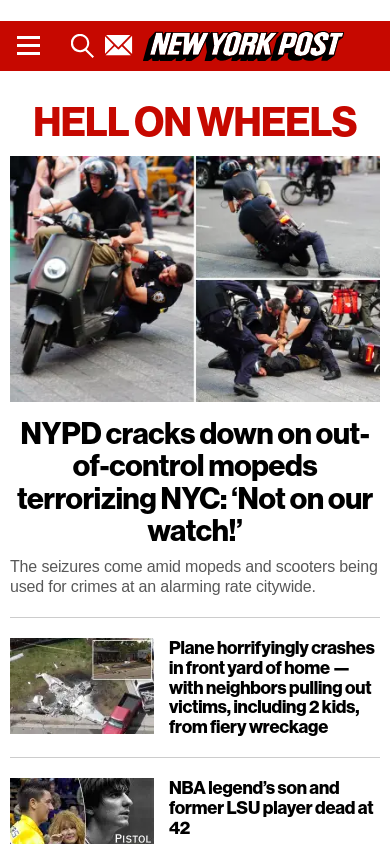 NEW YORK POST
HELL ON WHEELS
NYPD cracks down on out-
of-control mopeds
terrorizing NYC: ‘Not on our
watch!’
The seizures come amid mopeds and scooters being
used for crimes at an alarming rate citywide.
Plane horrifyingly crashes
in front yard of home —
with neighbors pulling out
victims, including 2 kids,
from fiery wreckage
NBA legend’s son and
former LSU player dead at
42
PISTOL